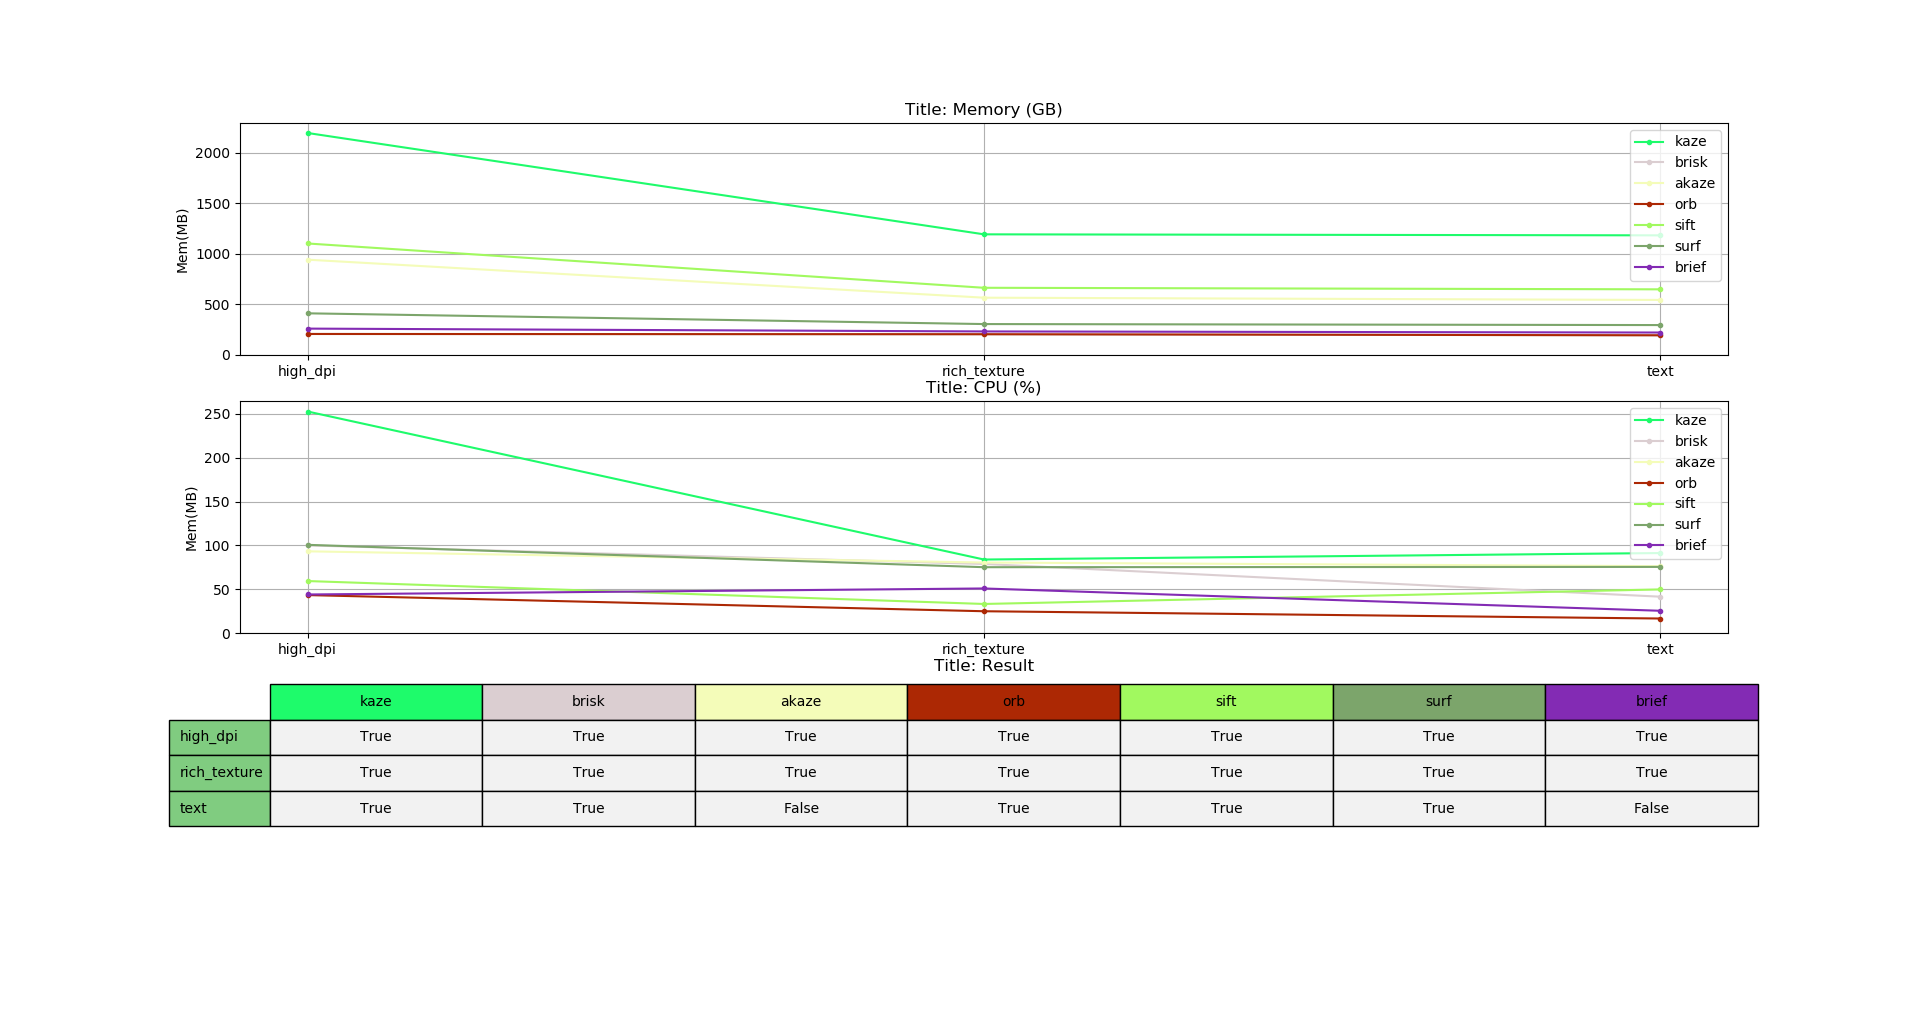 Title: Memory (GB)
2000
1500
1000
500
0
Mem(MB)
kaze
brisk
akaze
orb
sift
surf
brief
high_dpi rich_texture text
Title: CPU (%)
250
200
150
100
50
0
Mem(MB)
kaze
brisk
akaze
orb
sift
surf
brief
high_dpi rich_texture text
Title: Result
kaze brisk akaze orb sift surf brief
high_dpi True True True True True True True
rich_texture True True True True True True True
text True True False True True True False